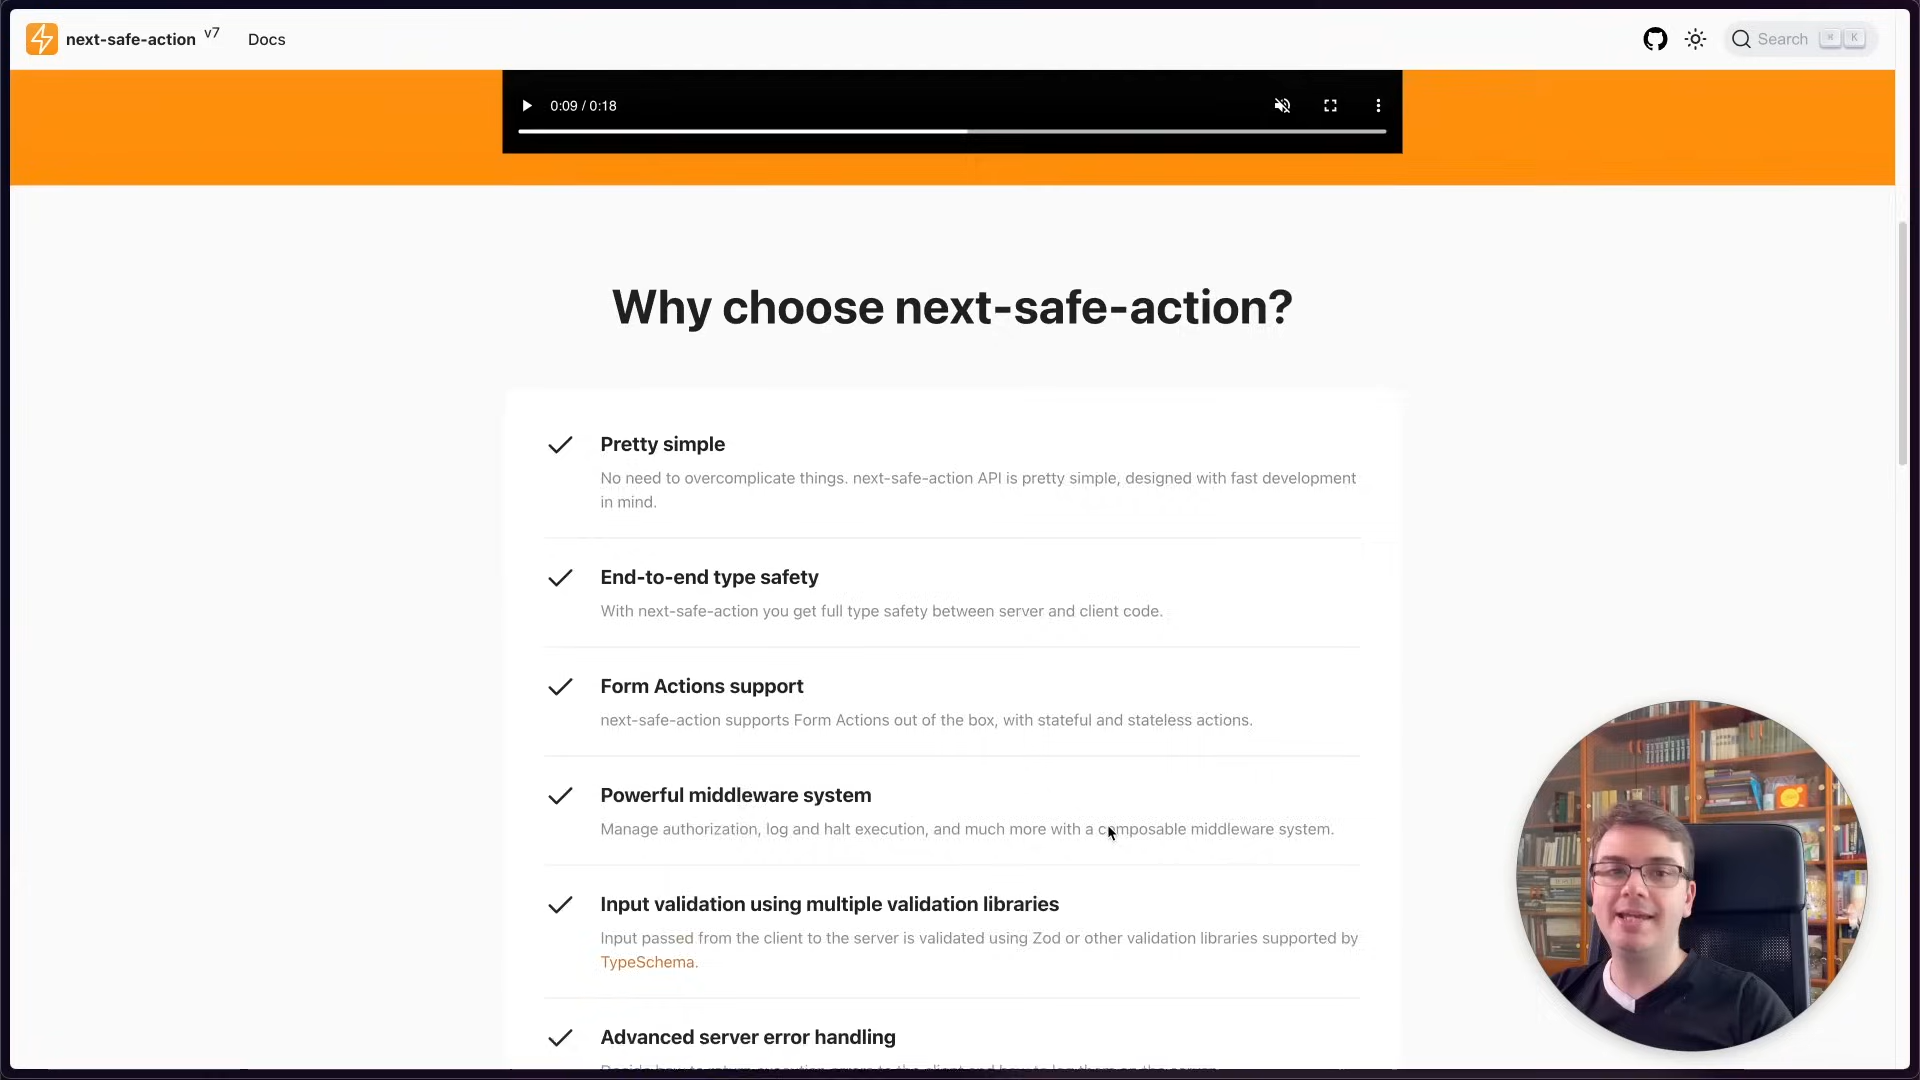 next-safe-action v7 Docs
Search ⌘ K
0:09 / 0:18
Why choose next-safe-action?
Pretty simple
No need to overcomplicate things. next-safe-action API is pretty simple, designed with fast development
in mind.
End-to-end type safety
With next-safe-action you get full type safety between server and client code.
Form Actions support
next-safe-action supports Form Actions out of the box, with stateful and stateless actions.
Powerful middleware system
Manage authorization, log and halt execution, and much more with a composable middleware system.
Input validation using multiple validation libraries
Input passed from the client to the server is validated using Zod or other validation libraries supported by
TypeSchema.
Advanced server error handling